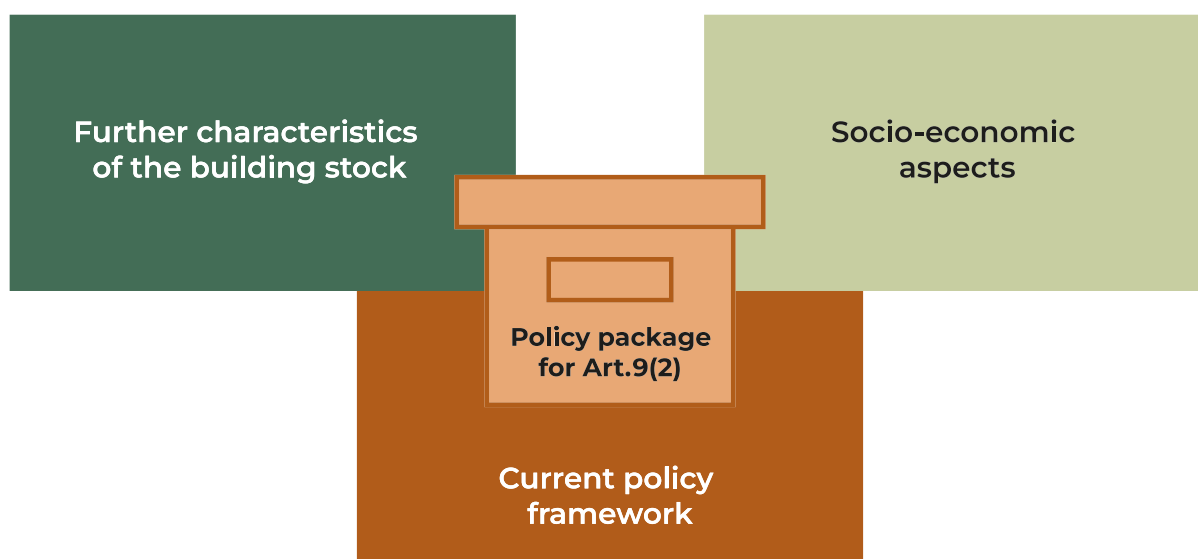 Further characteristics
of the building stock
Socio-economic
aspects
Policy package
for Art.9(2)
Current policy
framework